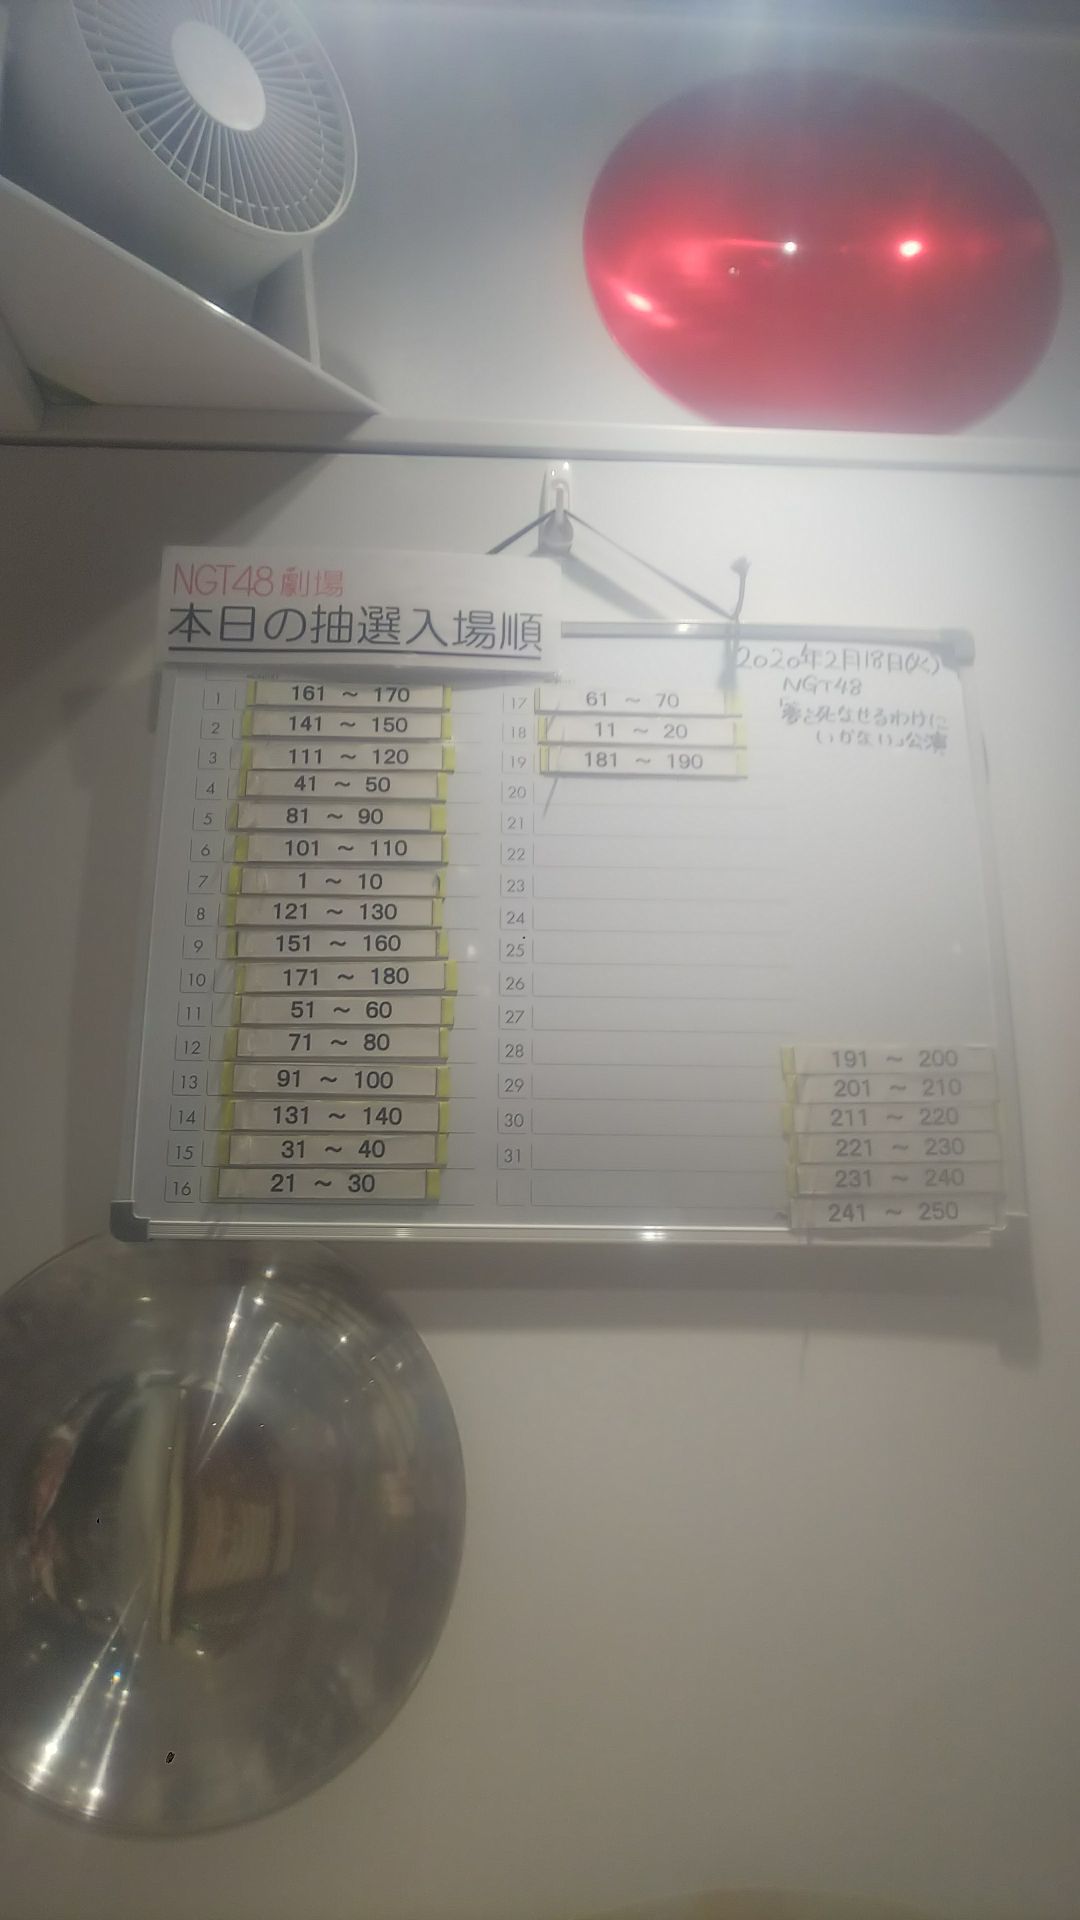 NGT48劇場
本日の抽選入場順
2020年2月18日(火)
NGT48
「夢を死なせるわけに
いかない」公演
1 161 ～ 170
2 141 ～ 150
3 111 ～ 120
4 41 ～ 50
5 81 ～ 90
6 101 ～ 110
7 1 ～ 10
8 121 ～ 130
9 151 ～ 160
10 171 ～ 180
11 51 ～ 60
12 71 ～ 80
13 91 ～ 100
14 131 ～ 140
15 31 ～ 40
16 21 ～ 30
17 61 ～ 70
18 11 ～ 20
19 181 ～ 190
20
21
22
23
24
25
26
27
28
29
30
31
191 ～ 200
201 ～ 210
211 ～ 220
221 ～ 230
231 ～ 240
241 ～ 250